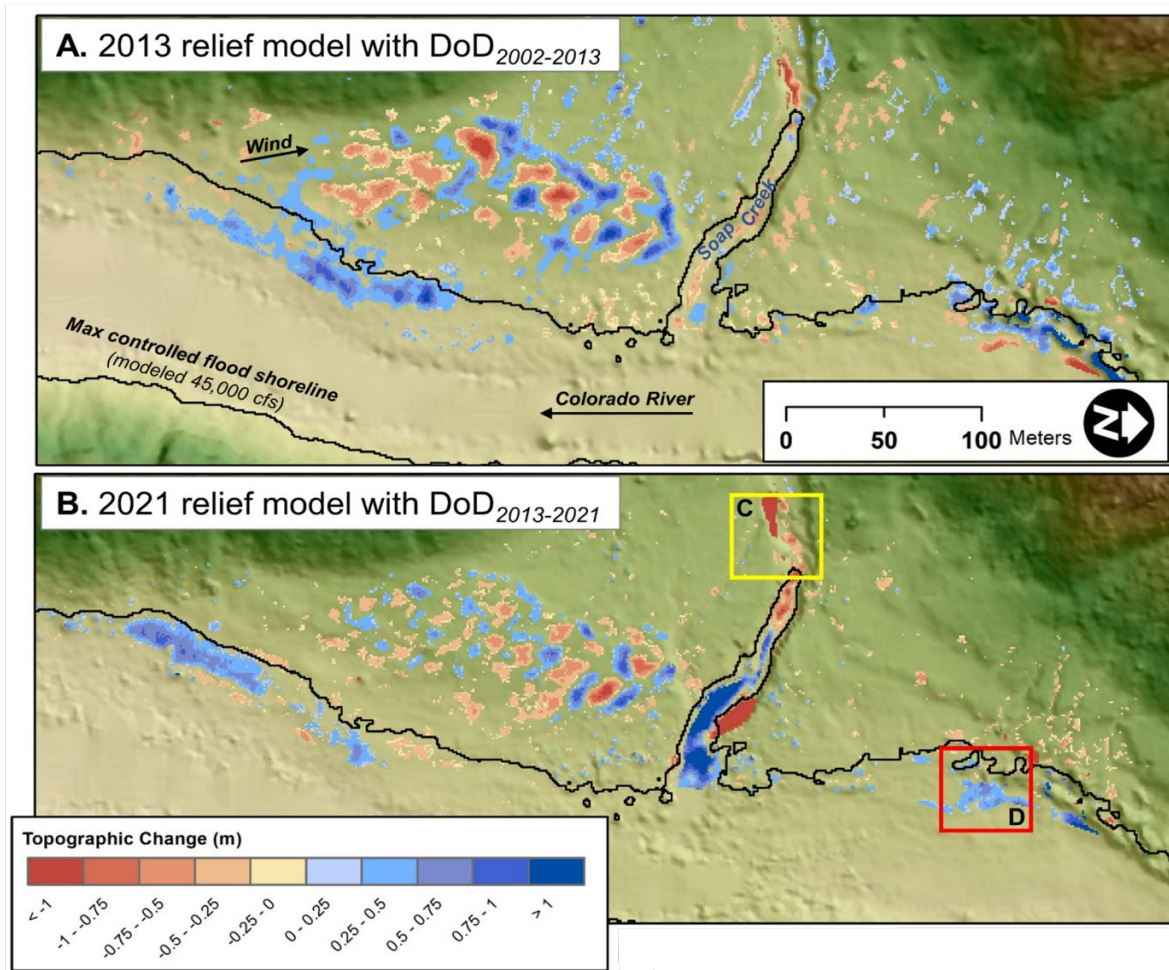 A. 2013 relief model with DoD2002-2013
Wind
Soap Creek
Max controlled flood shoreline
(modeled 45,000 cfs)
Colorado River
0 50 100 Meters
N
B. 2021 relief model with DoD2013-2021
C
D
Topographic Change (m)
< -1
-1 - -0.75
-0.75 - -0.5
-0.5 - -0.25
-0.25 - 0
0 - 0.25
0.25 - 0.5
0.5 - 0.75
0.75 - 1
> 1